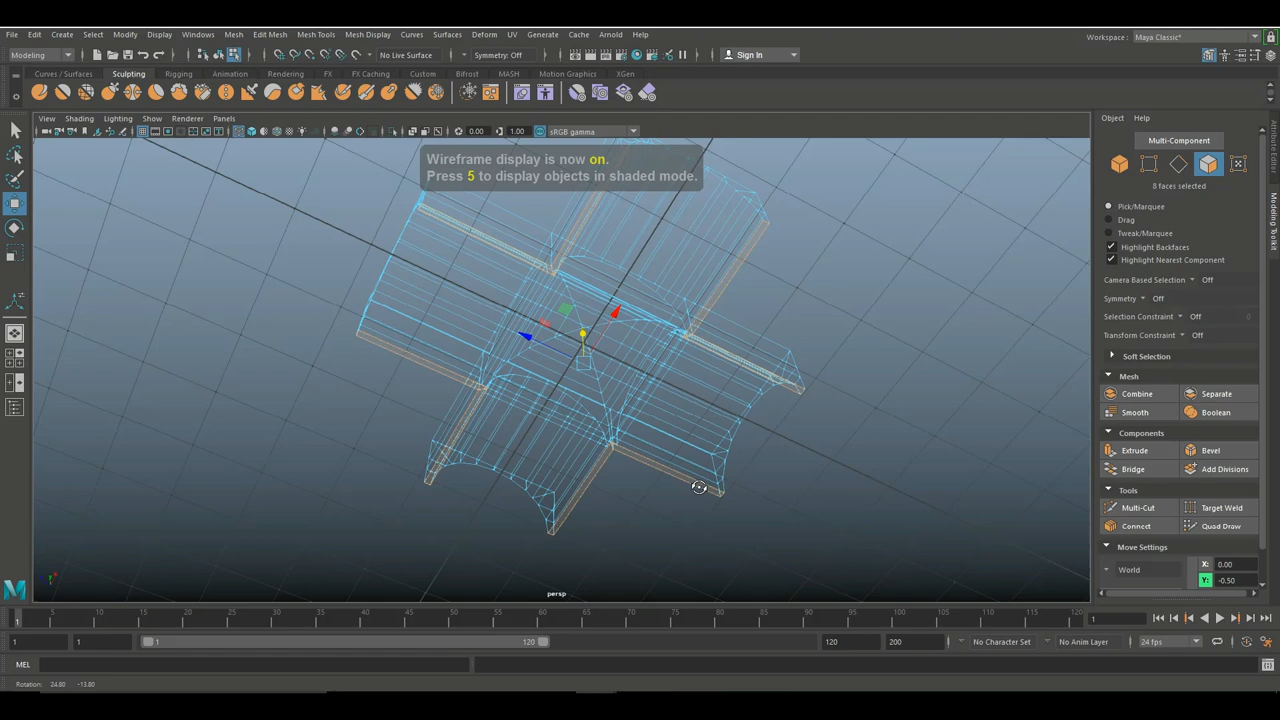 File Edit Create Select Modify Display Windows Mesh Edit Mesh Mesh Tools Mesh Display Curves Surfaces Deform UV Generate Cache Arnold Help
Workspace : Maya Classic*
Modeling
No Live Surface
Symmetry: Off
Sign In
Curves / Surfaces Sculpting Rigging Animation Rendering FX FX Caching Custom Bifrost MASH Motion Graphics XGen
View Shading Lighting Show Renderer Panels
0.00 1.00 sRGB gamma
Wireframe display is now on.
Press 5 to display objects in shaded mode.
persp
Object Help
Multi-Component
8 faces selected
Pick/Marquee
Drag
Tweak/Marquee
Highlight Backfaces
Highlight Nearest Component
Camera Based Selection Off
Symmetry Off
Selection Constraint Off 0
Transform Constraint Off
Soft Selection
Mesh
Combine Separate
Smooth Boolean
Components
Extrude Bevel
Bridge Add Divisions
Tools
Multi-Cut Target Weld
Connect Quad Draw
Move Settings
World
X: 0.00
Y: -0.50
Attribute Editor
Modeling Toolkit
5 10 15 20 25 30 35 40 45 50 55 60 65 70 75 80 85 90 95 100 105 110 115 120
1
1
1 1 1 120 120 200
No Character Set
No Anim Layer
24 fps
MEL
Rotation: 24.80 -13.80